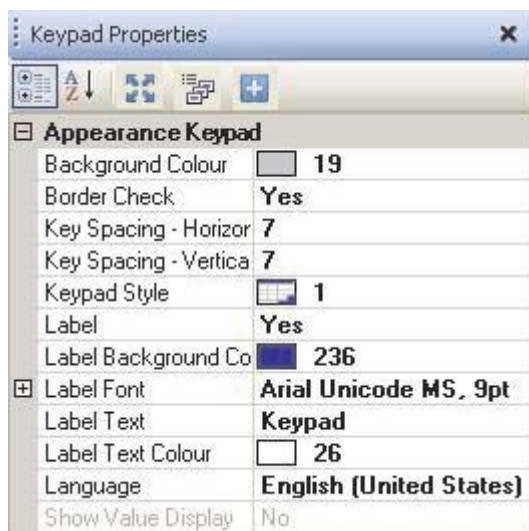 Keypad Properties
Appearance Keypad
Background Colour 19
Border Check Yes
Key Spacing - Horizor 7
Key Spacing - Vertica 7
Keypad Style 1
Label Yes
Label Background Co 236
Label Font Arial Unicode MS, 9pt
Label Text Keypad
Label Text Colour 26
Language English (United States)
Show Value Display No